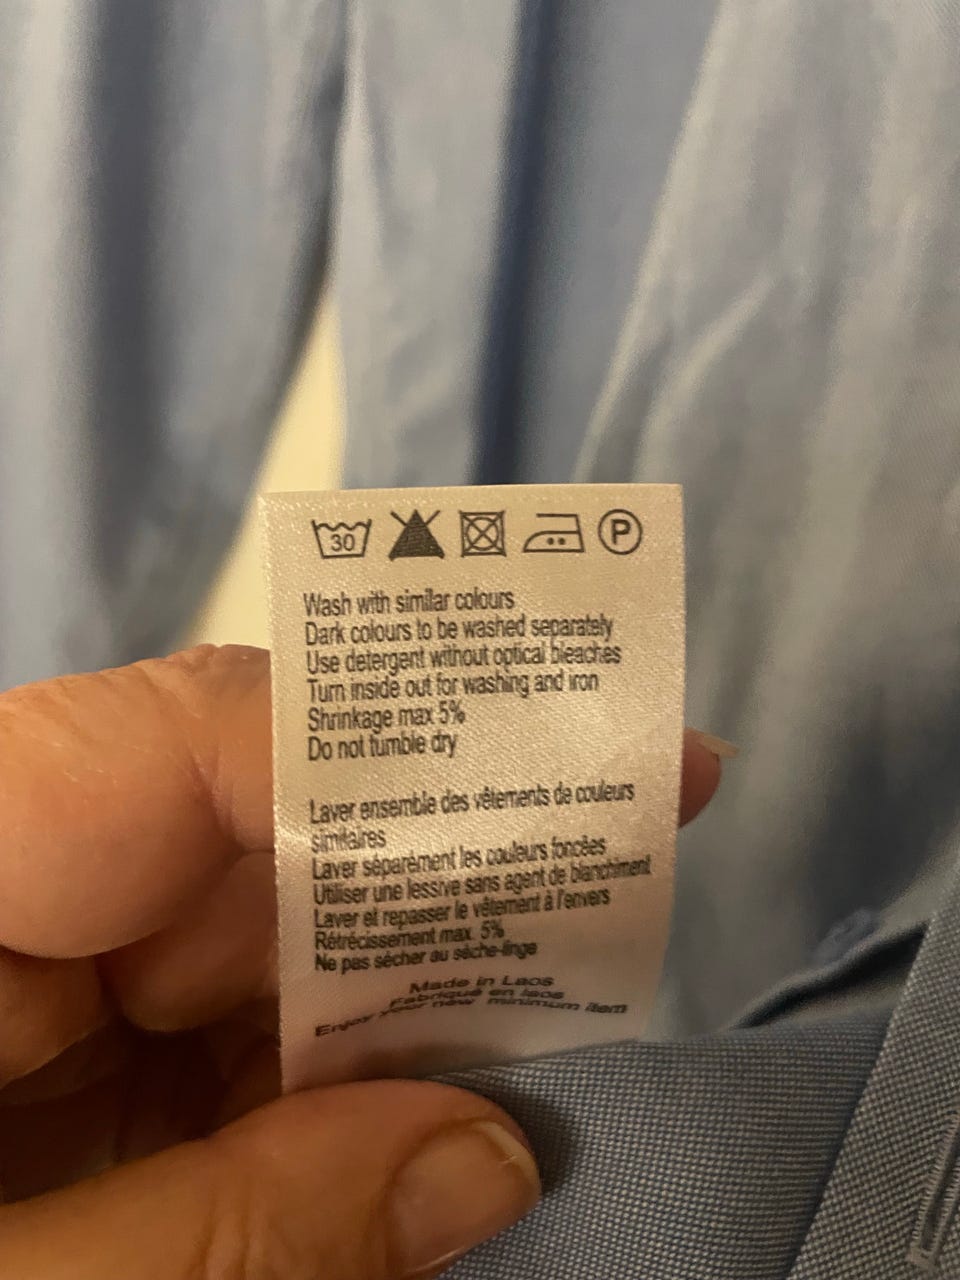 30 P
Wash with similar colours
Dark colours to be washed separately
Use detergent without optical bleaches
Turn inside out for washing and iron
Shrinkage max 5%
Do not tumble dry
Laver ensemble des vêtements de couleurs
similaires
Laver séparément les couleurs foncées
Utiliser une lessive sans agent de blanchiment
Laver et repasser le vêtement à l'envers
Rétrécissement max. 5%
Ne pas sécher au sèche-linge
Made in Laos
Fabriqué en laos
Enjoy your new minimum item